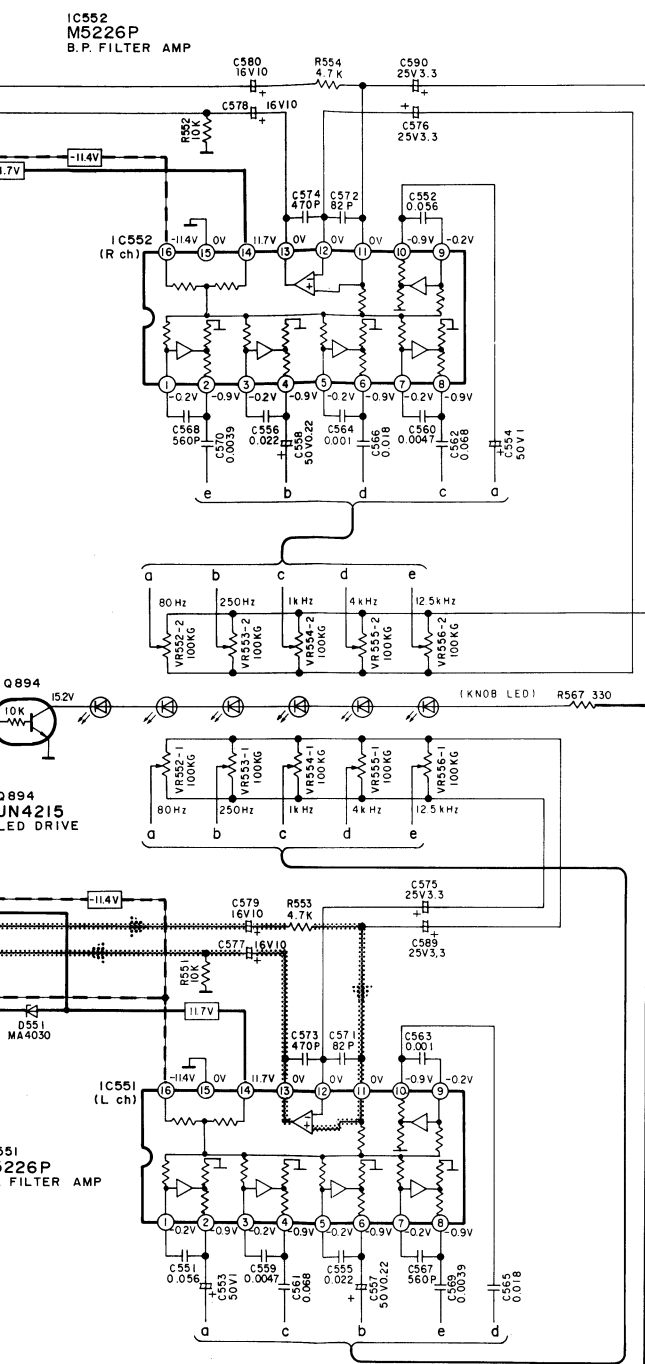 IC552
M5226P
B.P. FILTER AMP
C580
16V10
R554
4.7K
C590
25V3.3
C578 16V10
R552
10K
C576
25V3.3
-11.4V
.7V
C574
470P
C572
82P
C552
0.056
IC552
(R ch)
-11.4V 0V 11.7V 0V 0V 0V -0.9V -0.2V
16 15 14 13 12 11 10 9
1 2 3 4 5 6 7 8
-0.2V -0.9V -0.2V -0.9V -0.2V -0.9V -0.2V -0.9V
C568
560P
C570
0.0039
C556
0.022
C558
50V0.22
C564
0.001
C566
0.018
C560
0.0047
C562
0.068
C554
50V1
e b d c a
a b c d e
80Hz 250Hz 1kHz 4kHz 12.5kHz
VR552-2
100KG
VR553-2
100KG
VR554-2
100KG
VR555-2
100KG
VR556-2
100KG
Q894
10K
15.2V
(KNOB LED) R567 330
VR552-1
100KG
VR553-1
100KG
VR554-1
100KG
VR555-1
100KG
VR556-1
100KG
Q894
UN4215
LED DRIVE
80Hz 250Hz 1kHz 4kHz 12.5kHz
a b c d e
-11.4V
C579
16V10
R553
4.7K
C575
25V3.3
C577 16V10
C589
25V3,3
R551
10K
D551
MA4030
11.7V
C573
470P
C571
82P
C563
0.001
IC551
(L ch)
-11.4V 0V 11.7V 0V 0V 0V -0.9V -0.2V
16 15 14 13 12 11 10 9
551
5226P
FILTER AMP
1 2 3 4 5 6 7 8
-0.2V -0.9V -0.2V -0.9V -0.2V -0.9V -0.2V -0.9V
C551
0.056
C553
50V1
C559
0.0047
C561
0.068
C555
0.022
C557
50V0.22
C567
560P
C569
0.0039
C565
0.018
a c b e d